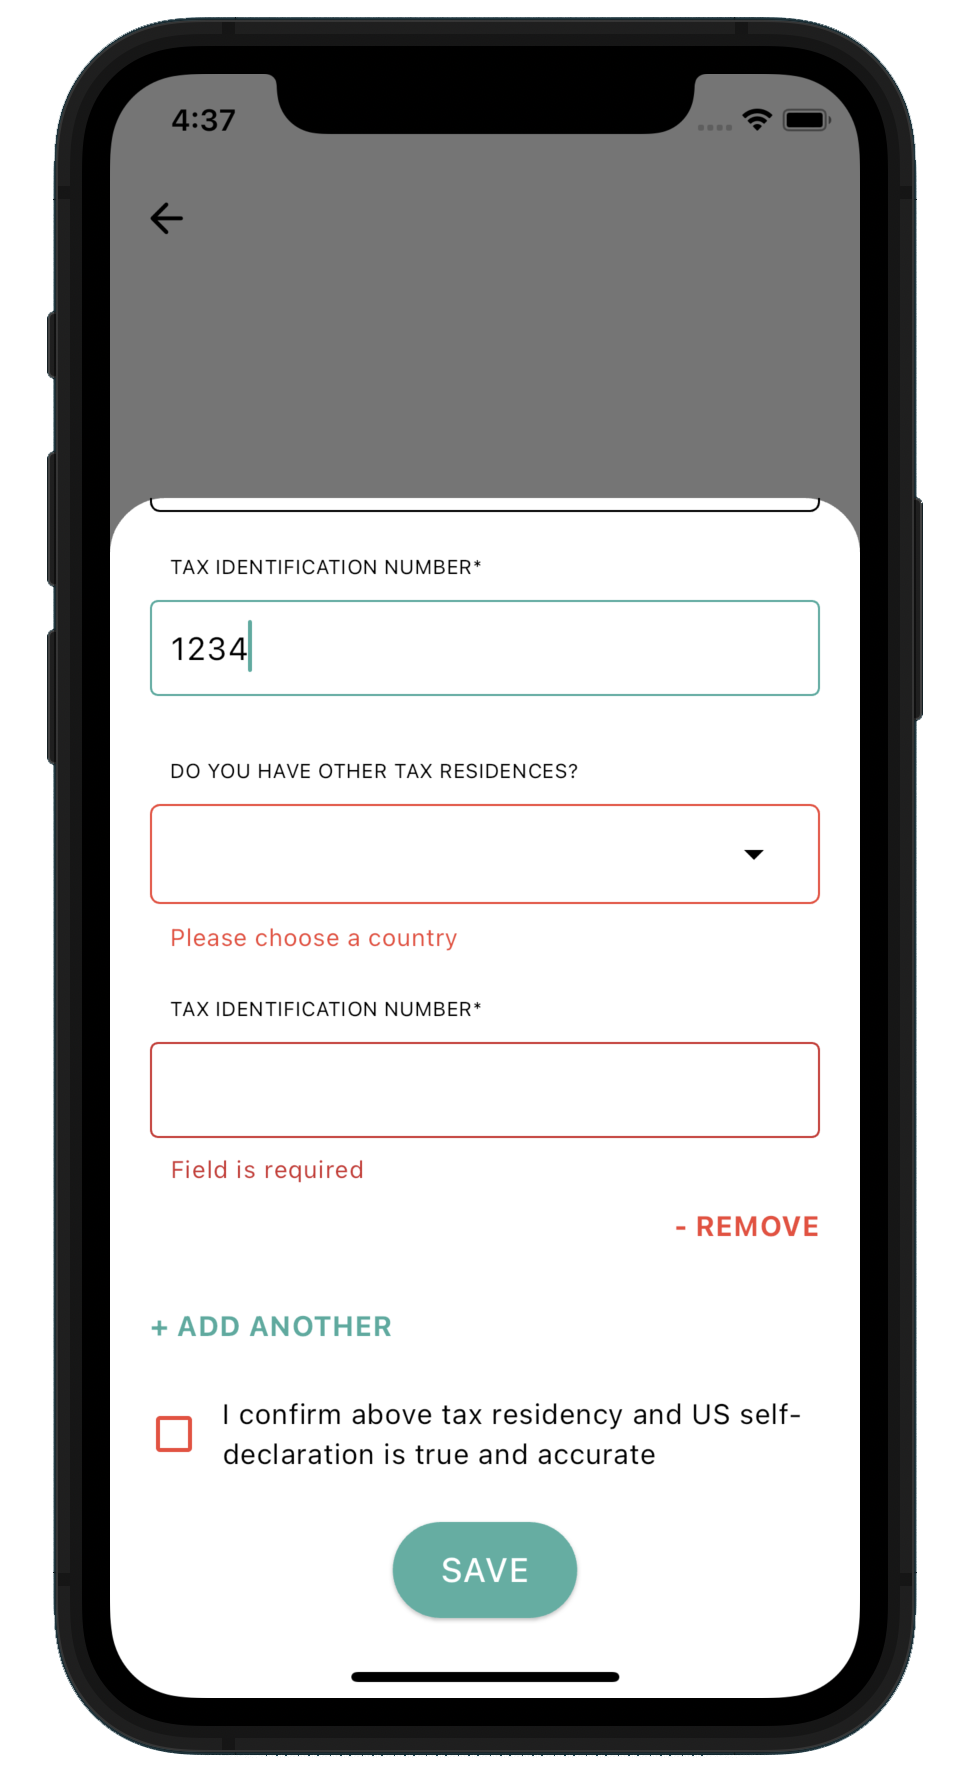 4:37
TAX IDENTIFICATION NUMBER*
1234
DO YOU HAVE OTHER TAX RESIDENCES?
Please choose a country
TAX IDENTIFICATION NUMBER*
Field is required
- REMOVE
+ ADD ANOTHER
I confirm above tax residency and US self-
declaration is true and accurate
SAVE